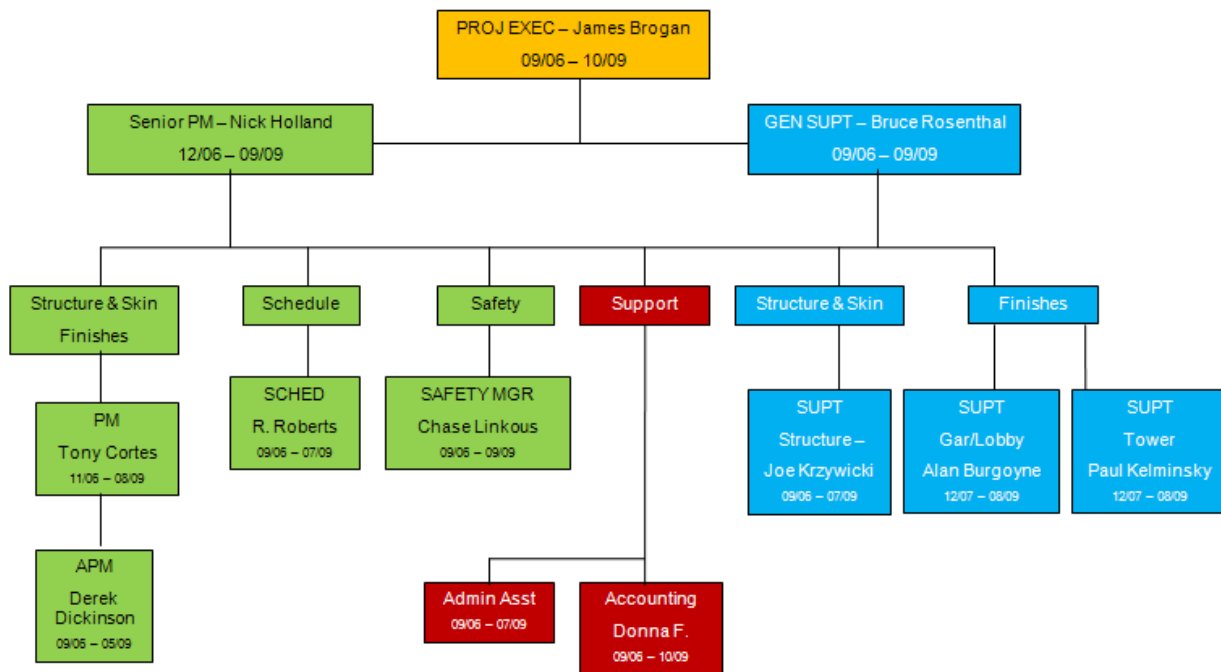 PROJ EXEC – James Brogan
09/06 – 10/09
Senior PM – Nick Holland
12/06 – 09/09
GEN SUPT – Bruce Rosenthal
09/06 – 09/09
Structure & Skin
Finishes
Schedule
Safety
Support
Structure & Skin
Finishes
PM
Tony Cortes
11/06 – 08/09
SCHED
R. Roberts
09/06 – 07/09
SAFETY MGR
Chase Linkous
09/06 – 09/09
SUPT
Structure –
Joe Krzywicki
09/06 – 07/09
SUPT
Gar/Lobby
Alan Burgoyne
12/07 – 08/09
SUPT
Tower
Paul Kelminsky
12/07 – 08/09
APM
Derek
Dickinson
09/06 – 05/09
Admin Asst
09/06 – 07/09
Accounting
Donna F.
09/06 – 10/09